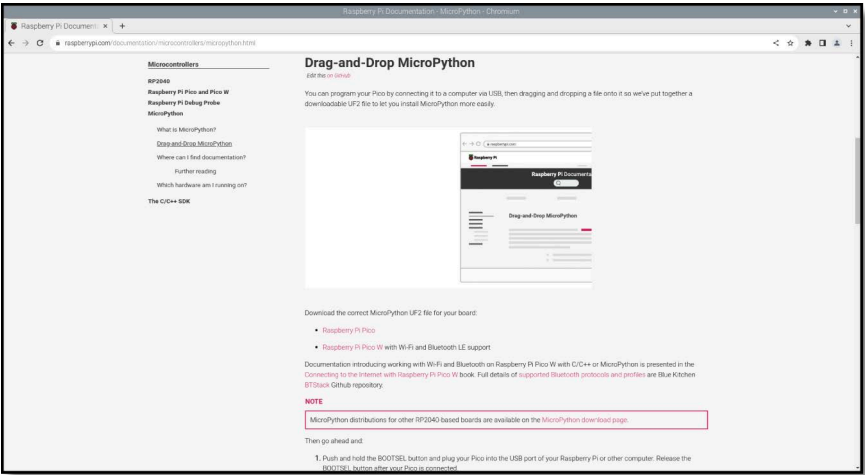 Raspberry Pi Documentation - MicroPython - Chromium
Raspberry Pi Document
raspberrypi.com/documentation/microcontrollers/micropython.html
Microcontrollers
RP2040
Raspberry Pi Pico and Pico W
Raspberry Pi Debug Probe
MicroPython
What is MicroPython?
Drag-and-Drop MicroPython
Where can I find documentation?
Further reading
Which hardware am I running on?
The C/C++ SDK
Drag-and-Drop MicroPython
Edit this on GitHub
You can program your Pico by connecting it to a computer via USB, then dragging and dropping a file onto it so we've put together a
downloadable UF2 file to let you install MicroPython more easily.
raspberrypi.com
Raspberry Pi
Raspberry Pi Documenta
Drag-and-Drop MicroPython
Download the correct MicroPython UF2 file for your board:
• Raspberry Pi Pico
• Raspberry Pi Pico W with Wi-Fi and Bluetooth LE support
Documentation introducing working with Wi-Fi and Bluetooth on Raspberry Pi Pico W with C/C++ or MicroPython is presented in the
Connecting to the Internet with Raspberry Pi Pico W book. Full details of supported Bluetooth protocols and profiles are Blue Kitchen
BTStack Github repository.
NOTE
MicroPython distributions for other RP2040-based boards are available on the MicroPython download page.
Then go ahead and:
1. Push and hold the BOOTSEL button and plug your Pico into the USB port of your Raspberry Pi or other computer. Release the
BOOTSEL button after your Pico is connected.